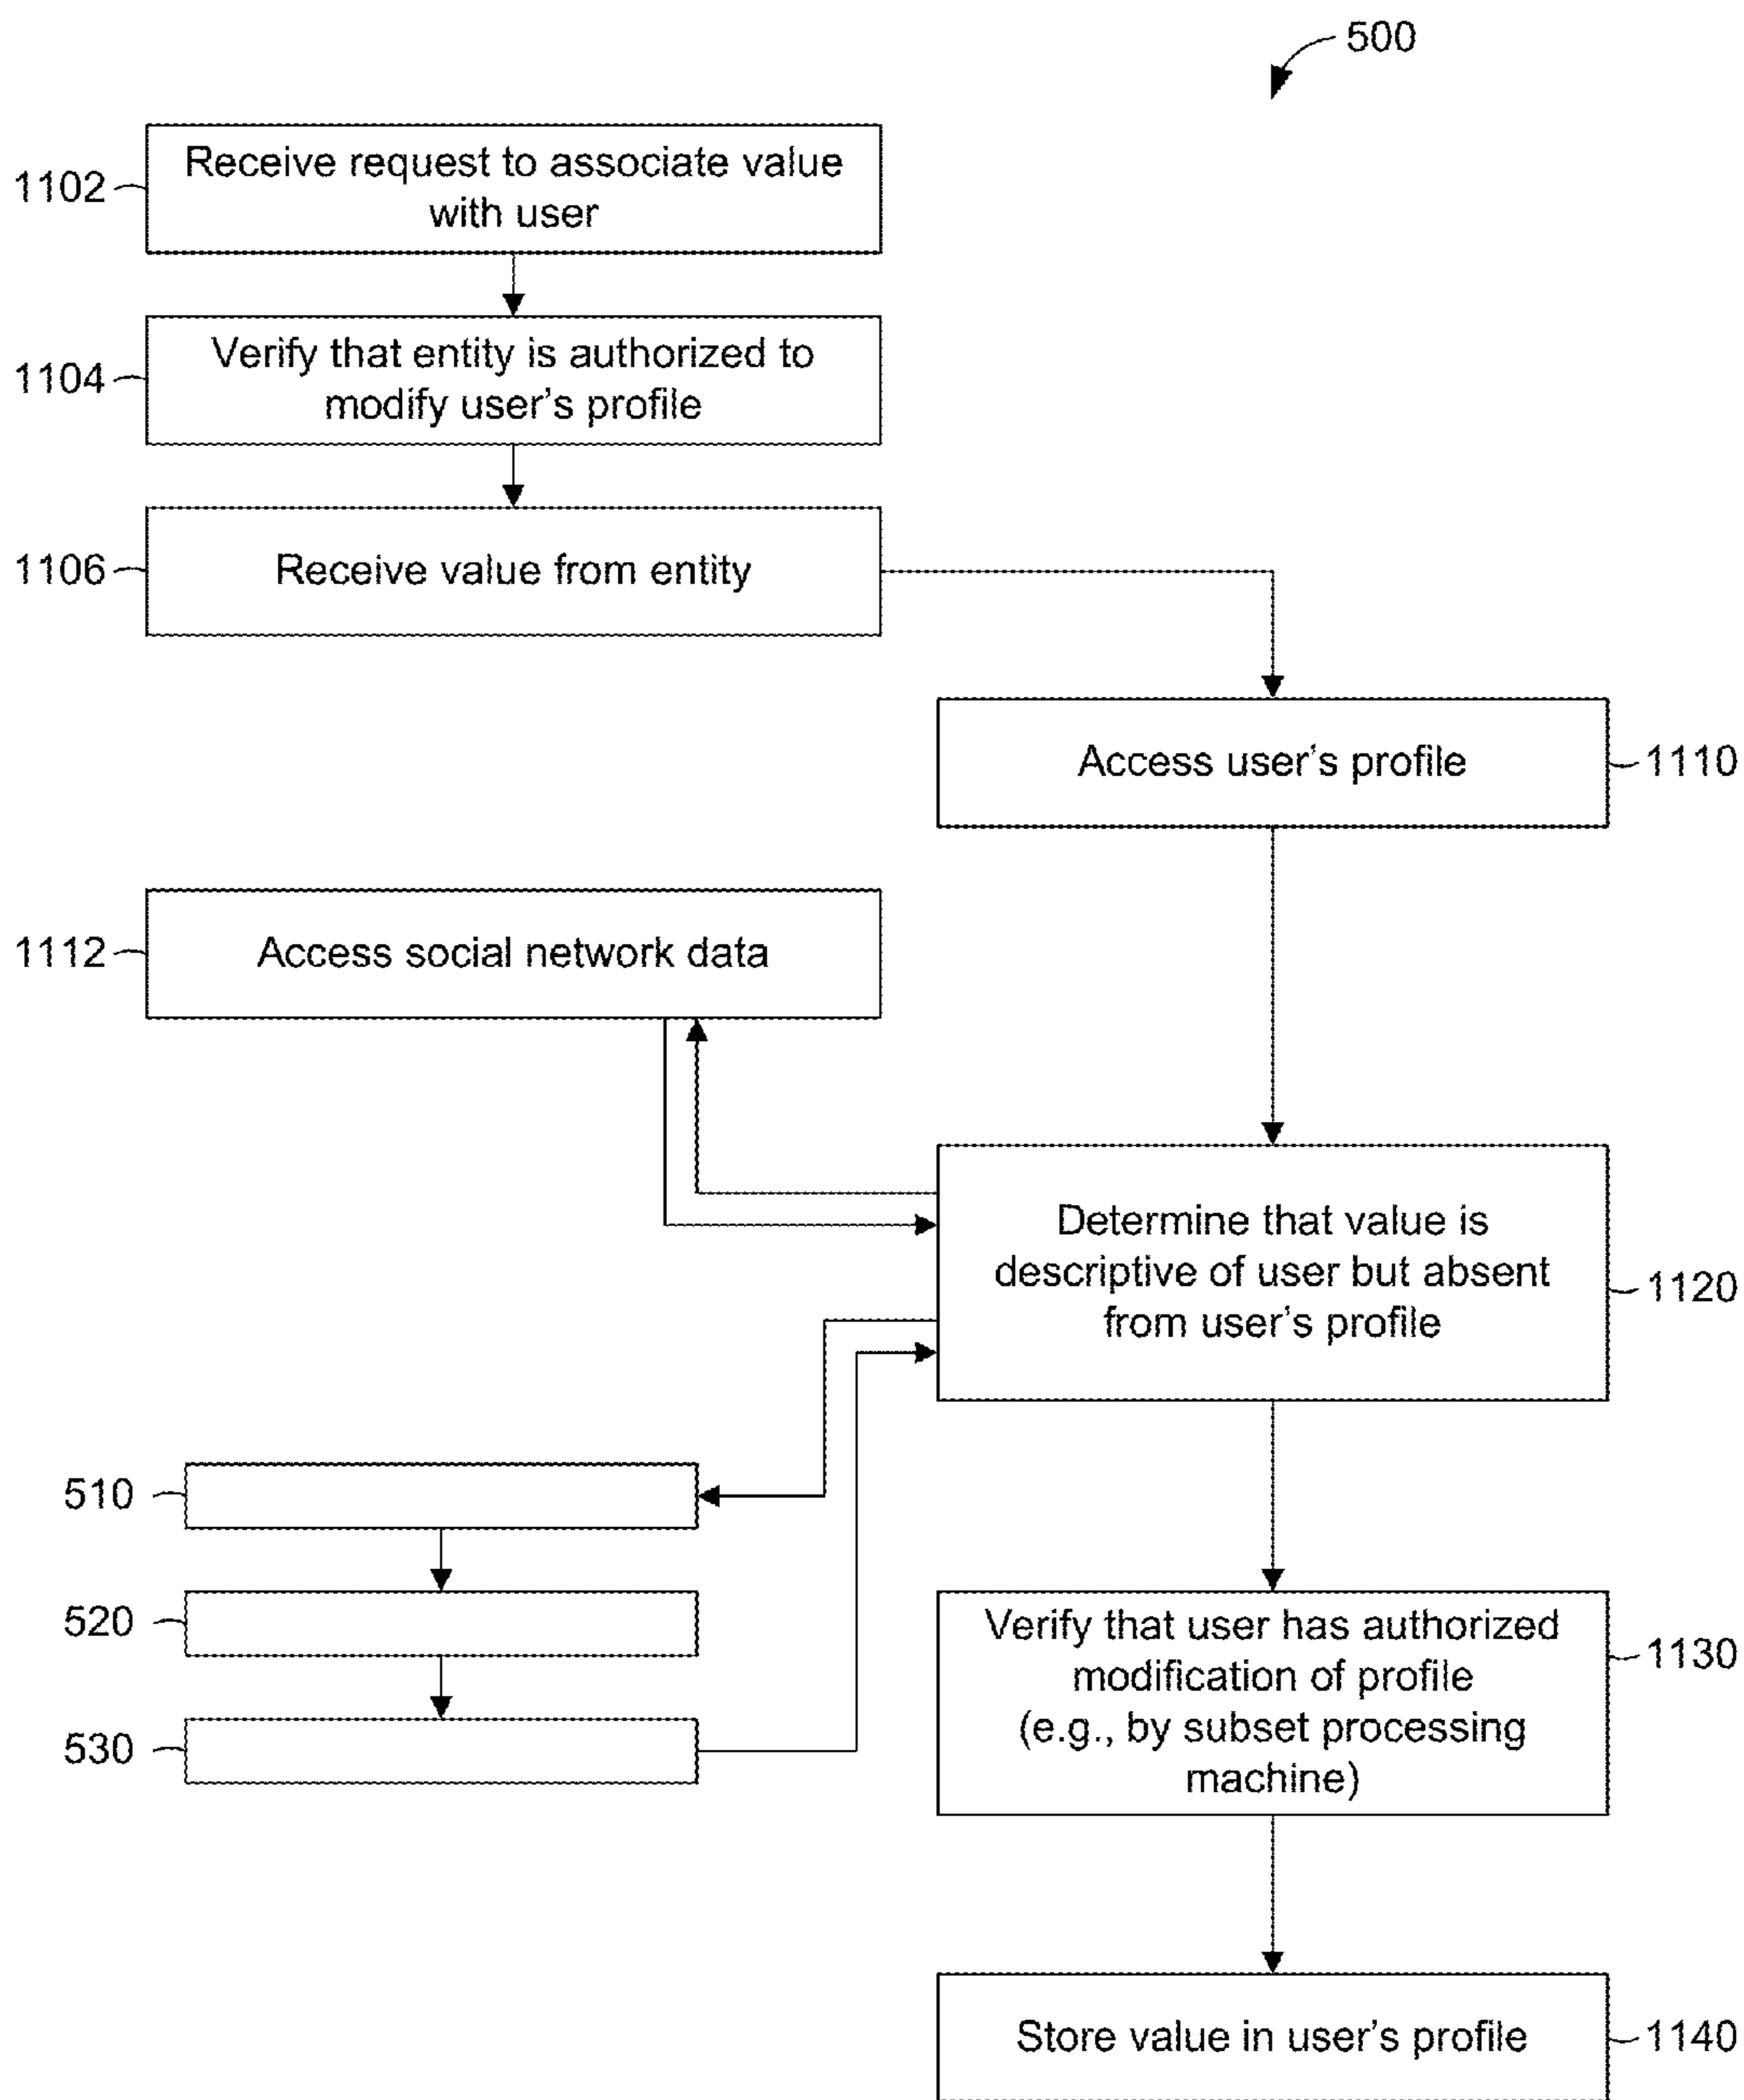 500
1102
Receive request to associate value
with user
1104
Verify that entity is authorized to
modify user's profile
1106
Receive value from entity
Access user's profile
1110
1112
Access social network data
Determine that value is
descriptive of user but absent
from user's profile
1120
510
520
530
Verify that user has authorized
modification of profile
(e.g., by subset processing
machine)
1130
Store value in user's profile
1140